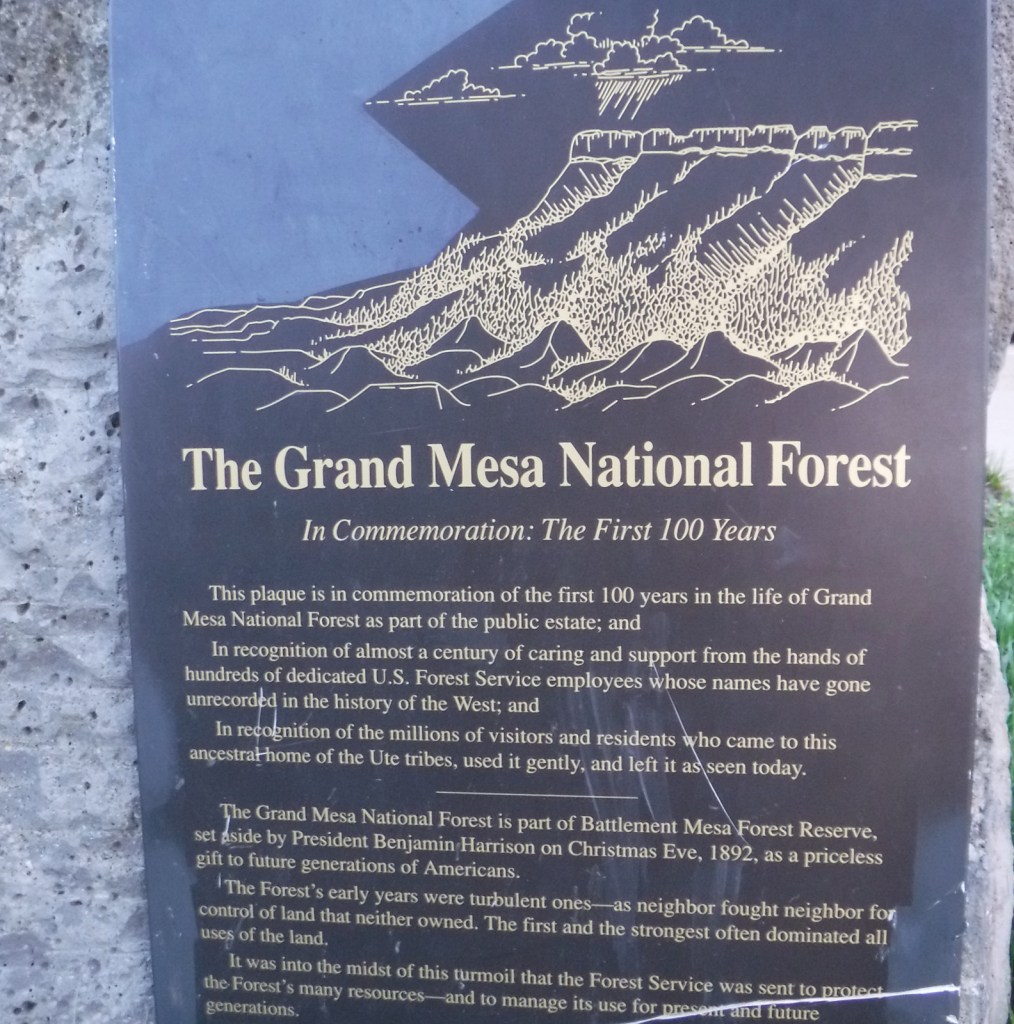 The Grand Mesa National Forest
In Commemoration: The First 100 Years
This plaque is in commemoration of the first 100 years in the life of Grand
Mesa National Forest as part of the public estate; and
In recognition of almost a century of caring and support from the hands of
hundreds of dedicated U.S. Forest Service employees whose names have gone
unrecorded in the history of the West; and
In recognition of the millions of visitors and residents who came to this
ancestral home of the Ute tribes, used it gently, and left it as seen today.
The Grand Mesa National Forest is part of Battlement Mesa Forest Reserve,
set aside by President Benjamin Harrison on Christmas Eve, 1892, as a priceless
gift to future generations of Americans.
The Forest's early years were turbulent ones—as neighbor fought neighbor for
control of land that neither owned. The first and the strongest often dominated all
uses of the land.
It was into the midst of this turmoil that the Forest Service was sent to protect
the Forest's many resources—and to manage its use for present and future
generations.